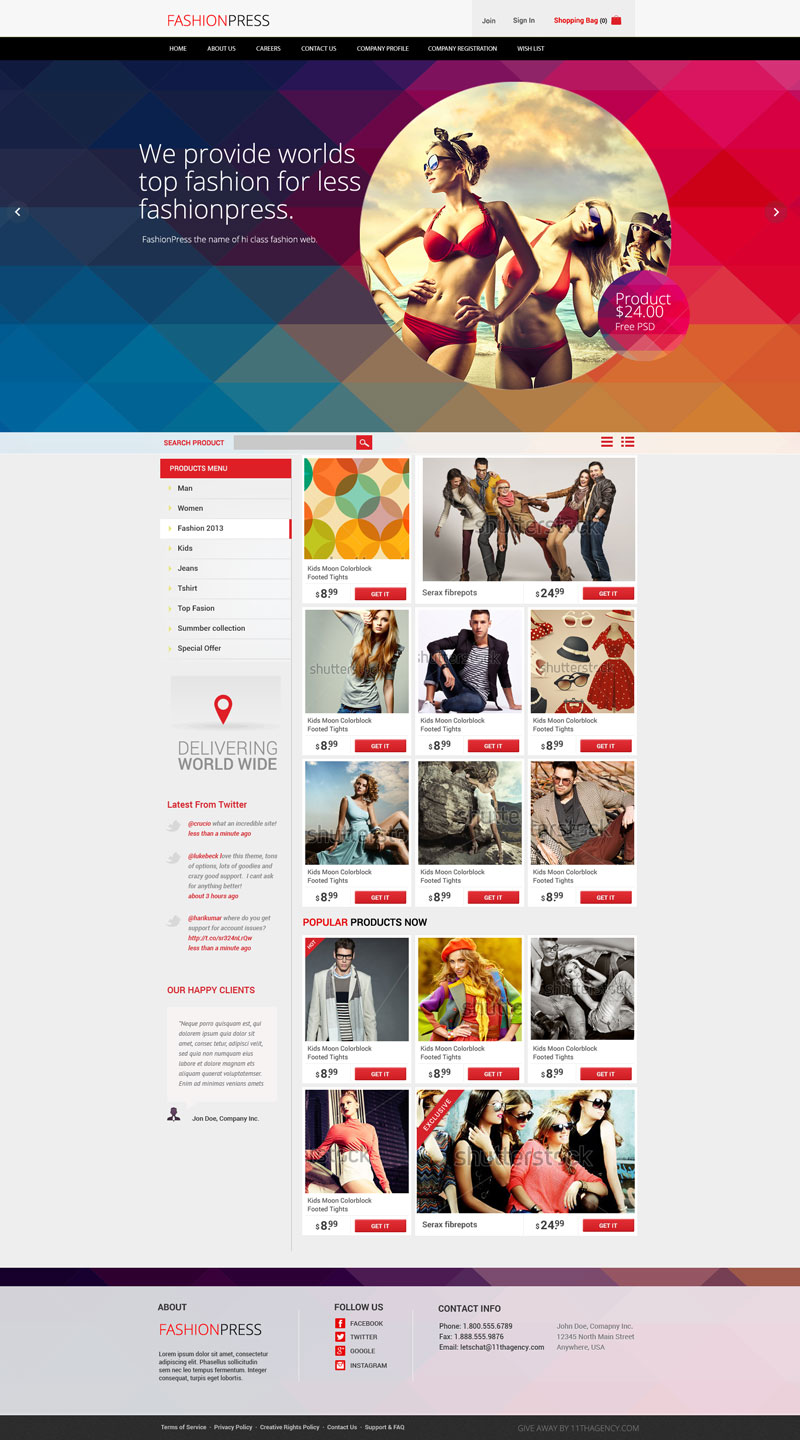 FASHIONPRESS
Join
Sign In
Shopping Bag (0)
HOME
ABOUT US
CAREERS
CONTACT US
COMPANY PROFILE
COMPANY REGISTRATION
WISH LIST
We provide worlds
top fashion for less
fashionpress.
FashionPress the name of hi class fashion web.
Product
$24.00
Free PSD
SEARCH PRODUCT
PRODUCTS MENU
Man
Women
Fashion 2013
Kids
Jeans
Tshirt
Top Fasion
Summber collection
Special Offer
DELIVERING
WORLD WIDE
Latest From Twitter
@crucio what an incredible site!
less than a minute ago
@lukebeck love this theme, tons
of options, lots of goodies and
crazy good support.  I cant ask
for anything better!
about 3 hours ago
@harikumar where do you get
support for account issues?
http://t.co/sr324nLrQw
less than a minute ago
OUR HAPPY CLIENTS
"Neque porro quisquam est, qui
dolorem ipsum quia dolor sit
amet, consec tetur, adipisci velit,
sed quia non numquam eius
labore et dolore magnam ets
aliquam quaerat voluptatemser.
Enim ad minimas veniams amets
Jon Doe, Company Inc.
Kids Moon Colorblock
Footed Tights
$8.99
GET IT
shutterstock
Serax fibrepots
$24.99
GET IT
shutterstock
Kids Moon Colorblock
Footed Tights
$8.99
GET IT
shutterstock
Kids Moon Colorblock
Footed Tights
$8.99
GET IT
shutterstock
Kids Moon Colorblock
Footed Tights
$8.99
GET IT
shutterstock
Kids Moon Colorblock
Footed Tights
$8.99
GET IT
shutterstock
Kids Moon Colorblock
Footed Tights
$8.99
GET IT
shutterstock
Kids Moon Colorblock
Footed Tights
$8.99
GET IT
POPULAR PRODUCTS NOW
HOT
Kids Moon Colorblock
Footed Tights
$8.99
GET IT
shutterstock
Kids Moon Colorblock
Footed Tights
$8.99
GET IT
shutterstock
Kids Moon Colorblock
Footed Tights
$8.99
GET IT
Kids Moon Colorblock
Footed Tights
$8.99
GET IT
EXCLUSIVE
shutterstock
Serax fibrepots
$24.99
GET IT
ABOUT
FASHIONPRESS
Lorem ipsum dolor sit amet, consectetur
adipiscing elit. Phasellus sollicitudin
sem nec leo tempus fermentum. Integer
consequat, turpis eget lobortis.
FOLLOW US
FACEBOOK
TWITTER
GOOGLE
INSTAGRAM
CONTACT INFO
Phone: 1.800.555.6789
Fax: 1.888.555.9876
Email: letschat@11thagency.com
John Doe, Comapny Inc.
12345 North Main Street
Anywhere, USA
Terms of Service - Privacy Policy - Creative Rights Policy - Contact Us - Support & FAQ
GIVE AWAY BY 11THAGENCY.COM